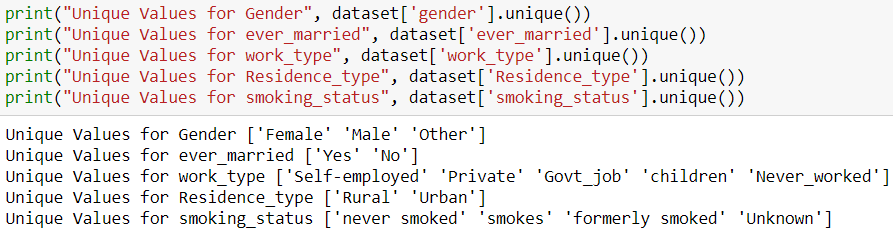 print("Unique Values for Gender", dataset['gender'].unique())
print("Unique Values for ever_married", dataset['ever_married'].unique())
print("Unique Values for work_type", dataset['work_type'].unique())
print("Unique Values for Residence_type", dataset['Residence_type'].unique())
print("Unique Values for smoking_status", dataset['smoking_status'].unique())
Unique Values for Gender ['Female' 'Male' 'Other']
Unique Values for ever_married ['Yes' 'No']
Unique Values for work_type ['Self-employed' 'Private' 'Govt_job' 'children' 'Never_worked']
Unique Values for Residence_type ['Rural' 'Urban']
Unique Values for smoking_status ['never smoked' 'smokes' 'formerly smoked' 'Unknown']